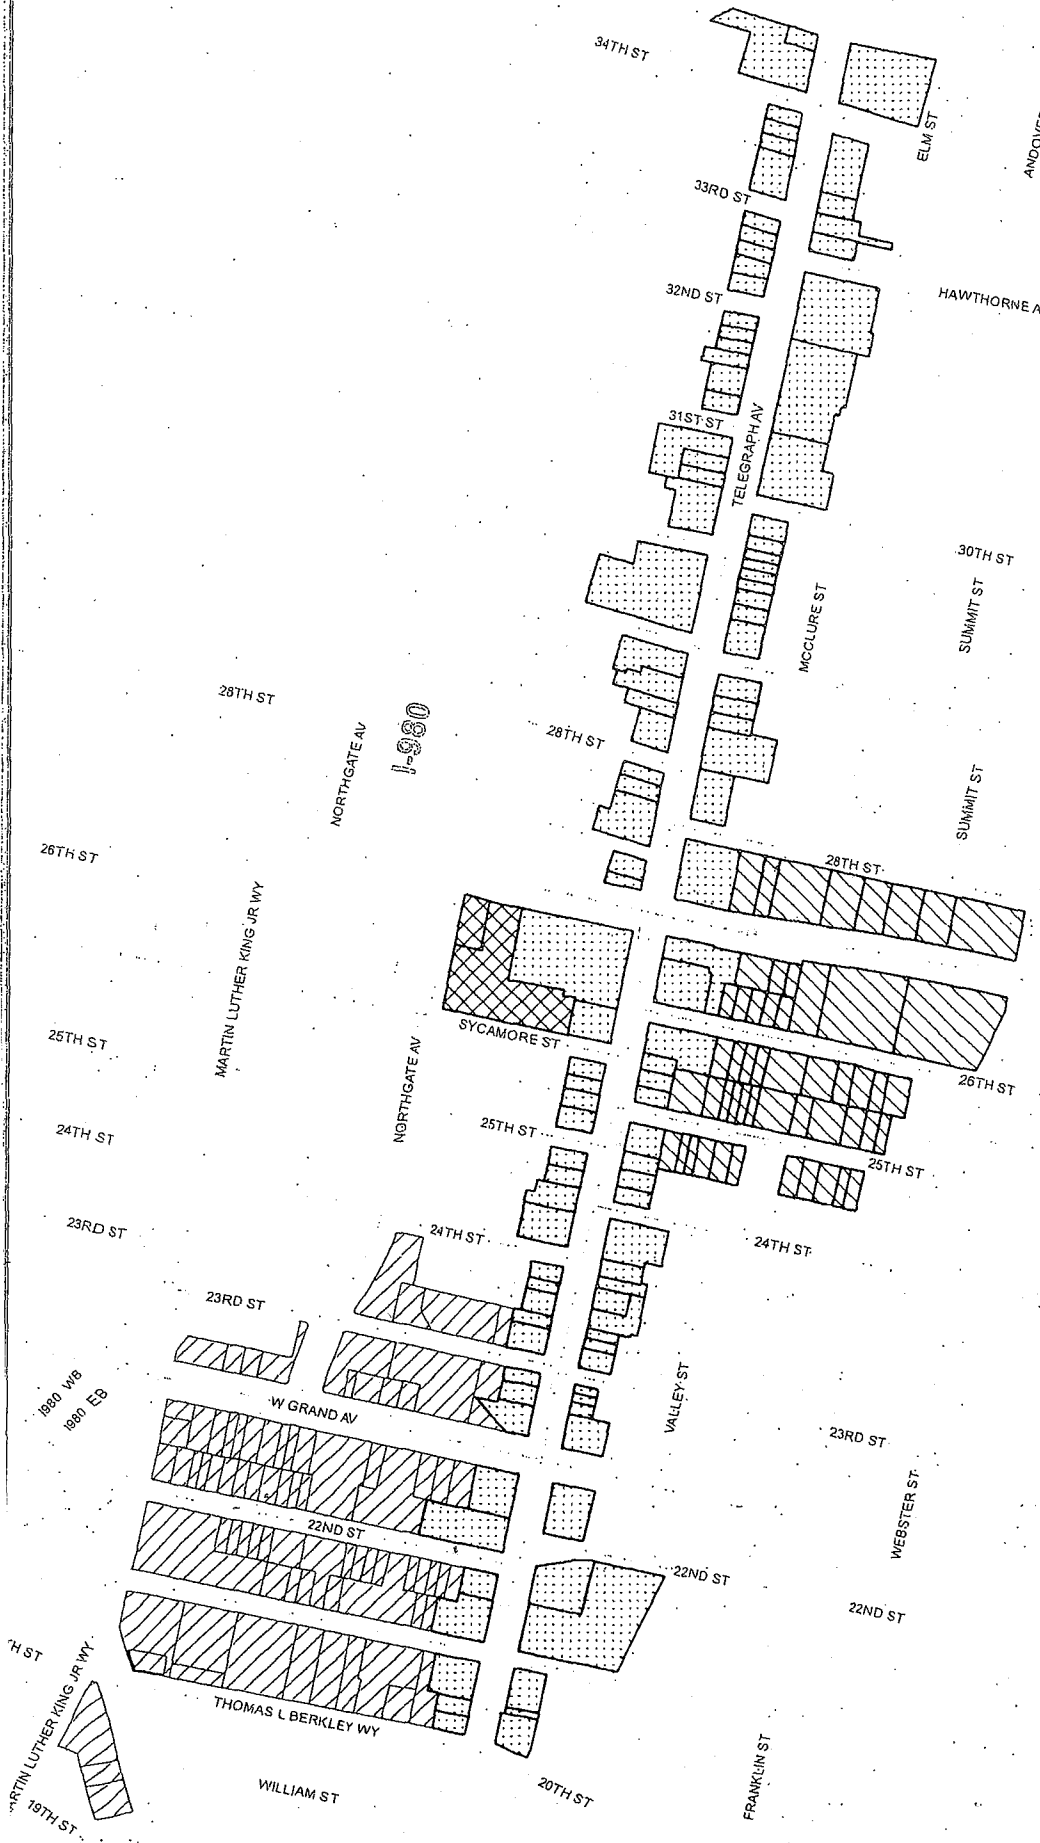 34TH ST
ELM ST
33RD ST
32ND ST
HAWTHORNE A
31ST ST
TELEGRAPH AV
30TH ST
MCCLURE ST
SUMMIT ST
28TH ST
NORTHGATE AV
I-980
28TH ST
SUMMIT ST
26TH ST
28TH ST
MARTIN LUTHER KING JR WY
25TH ST
SYCAMORE ST
NORTHGATE AV
26TH ST
24TH ST
25TH ST
25TH ST
23RD ST
24TH ST
24TH ST
23RD ST
VALLEY ST
I980 WB
I980 EB
W GRAND AV
23RD ST
WEBSTER ST
22ND ST
22ND ST
22ND ST
TH ST
ARTIN LUTHER KING JR WY
THOMAS L BERKLEY WY
WILLIAM ST
20TH ST
FRANKLIN ST
19TH ST